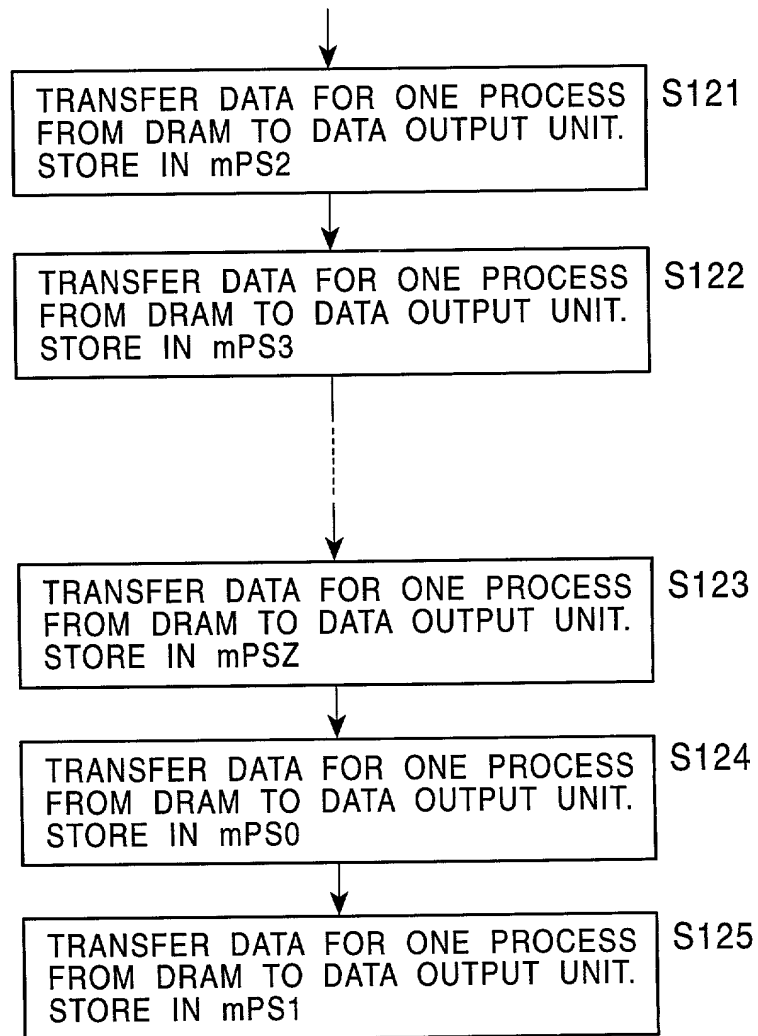 TRANSFER DATA FOR ONE PROCESS S121
FROM DRAM TO DATA OUTPUT UNIT.
STORE IN mPS2
TRANSFER DATA FOR ONE PROCESS S122
FROM DRAM TO DATA OUTPUT UNIT.
STORE IN mPS3
TRANSFER DATA FOR ONE PROCESS S123
FROM DRAM TO DATA OUTPUT UNIT.
STORE IN mPSZ
TRANSFER DATA FOR ONE PROCESS S124
FROM DRAM TO DATA OUTPUT UNIT.
STORE IN mPS0
TRANSFER DATA FOR ONE PROCESS S125
FROM DRAM TO DATA OUTPUT UNIT.
STORE IN mPS1